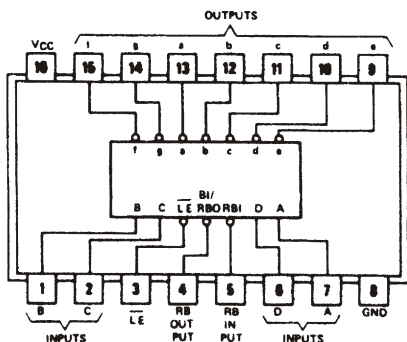 OUTPUTS
VCC f g a b c d e
16 15 14 13 12 11 10 9
f g a b c d e
BI/
B C LE RBO RBI D A
1 2 3 4 5 6 7 8
B C LE RB RB D A GND
OUT IN
PUT PUT
INPUTS INPUTS